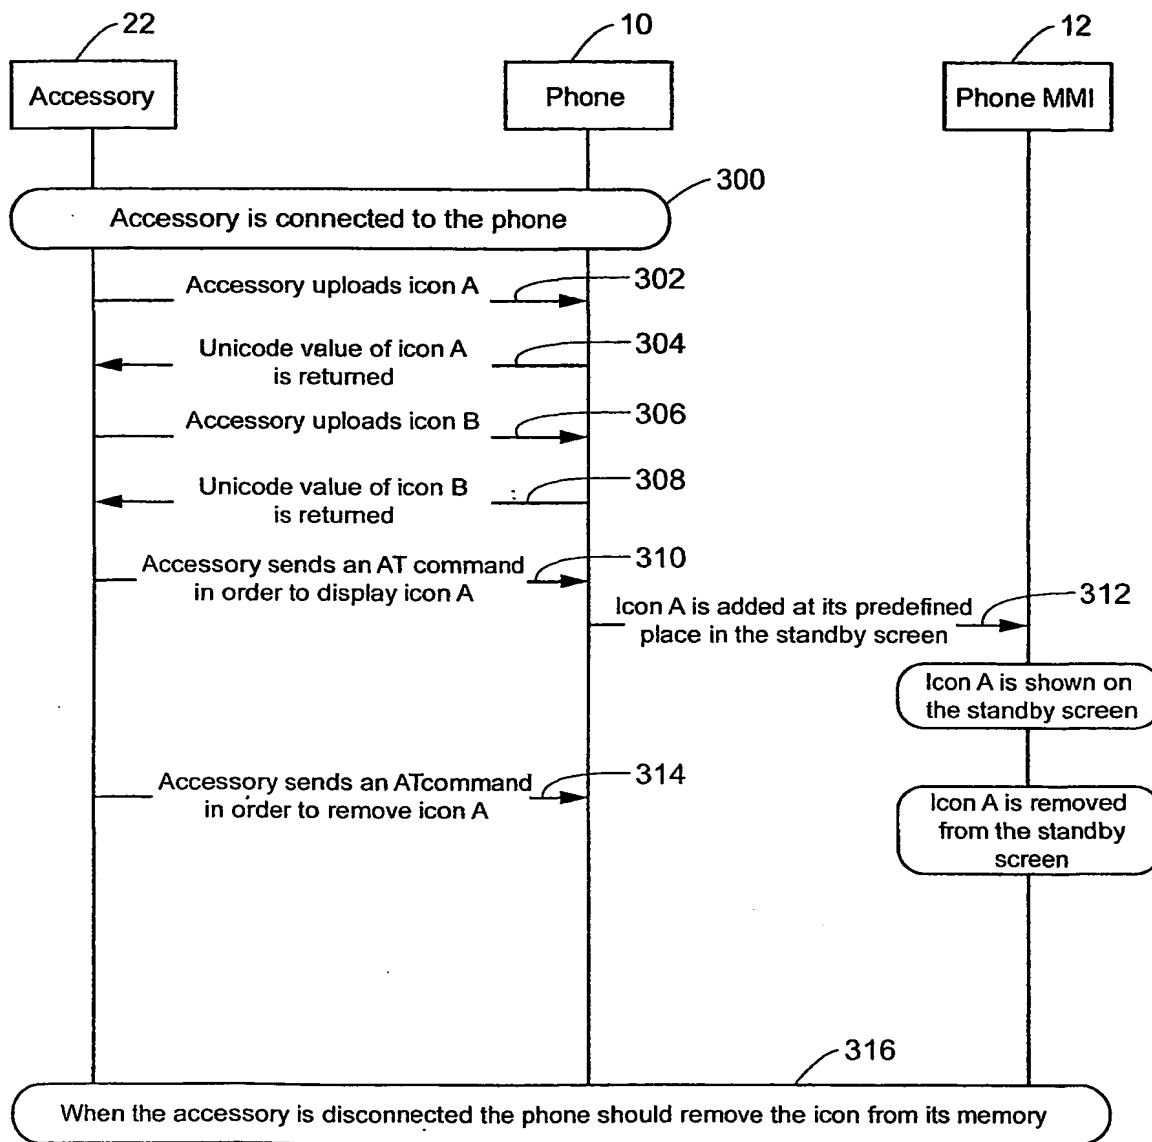 22
10
12
Accessory
Phone
Phone MMI
300
Accessory is connected to the phone
302
Accessory uploads icon A
304
Unicode value of icon A
is returned
306
Accessory uploads icon B
308
Unicode value of icon B
is returned
310
Accessory sends an AT command
in order to display icon A
312
Icon A is added at its predefined
place in the standby screen
Icon A is shown on
the standby screen
314
Accessory sends an ATcommand
in order to remove icon A
Icon A is removed
from the standby
screen
316
When the accessory is disconnected the phone should remove the icon from its memory